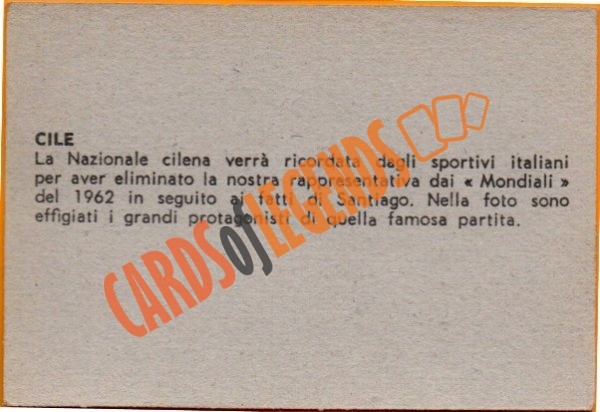 CILE
La Nazionale cilena verrà ricordata dagli sportivi italiani
per aver eliminato la nostra rappresentativa dai « Mondiali »
del 1962 in seguito ai fatti di Santiago. Nella foto sono
effigiati i grandi protagonisti di quella famosa partita.
CARDS of LEGENDS